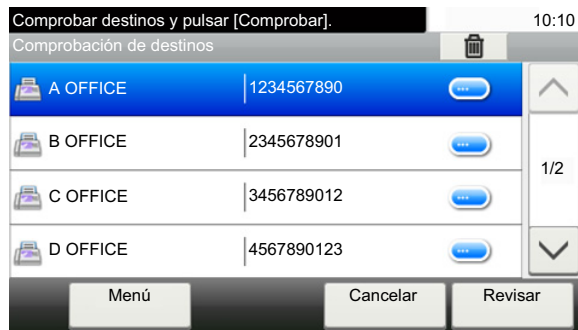 Comprobar destinos y pulsar [Comprobar]. 10:10
Comprobación de destinos
A OFFICE 1234567890
B OFFICE 2345678901
1/2
C OFFICE 3456789012
D OFFICE 4567890123
Menú Cancelar Revisar